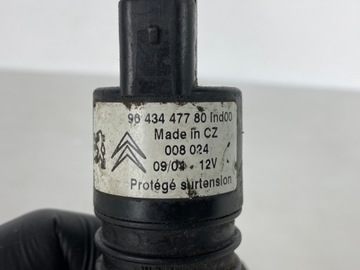 96 434 477 80 Ind00
Made in CZ
008 024
09/04 - 12V
Protégé surtension